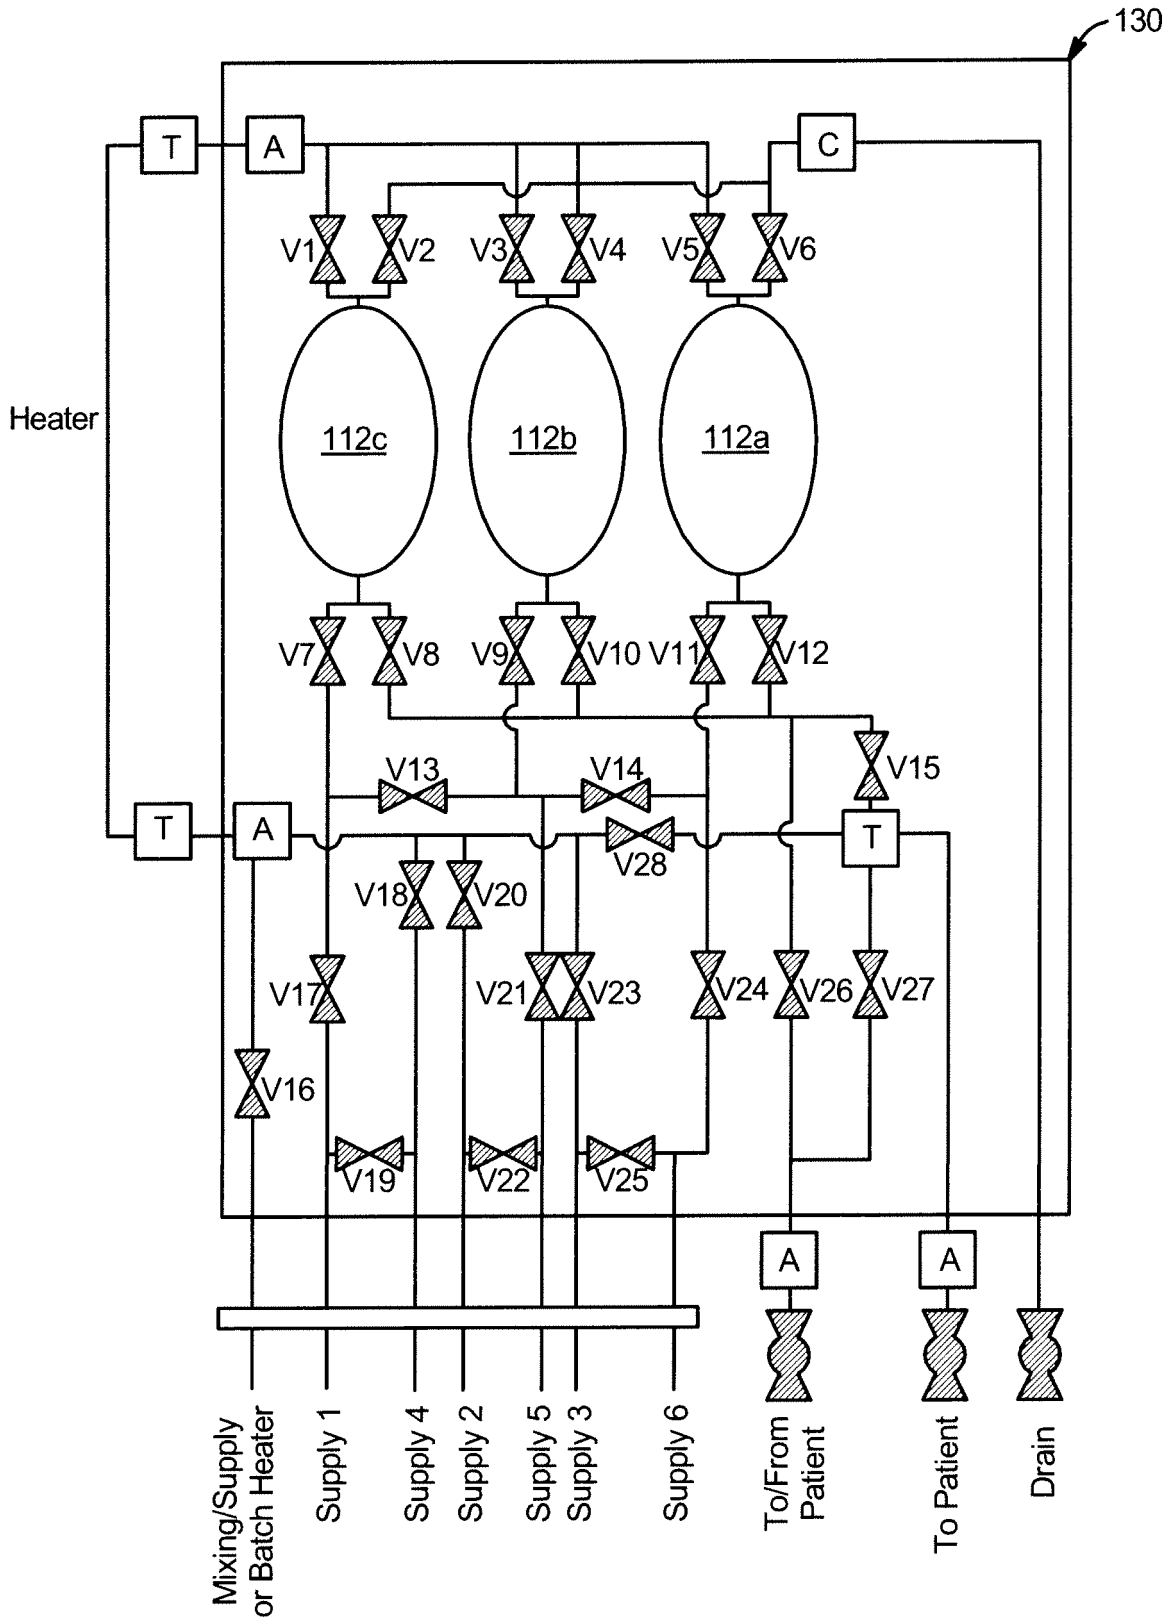 130
T
A
C
V1
V2
V3
V4
V5
V6
Heater
112c
112b
112a
V7
V8
V9
V10
V11
V12
V13
V14
V15
T
A
T
V28
V18
V20
V17
V21
V23
V24
V26
V27
V16
V19
V22
V25
A
A
Mixing/Supply
or Batch Heater
Supply 1
Supply 4
Supply 2
Supply 5
Supply 3
Supply 6
To/From
Patient
To Patient
Drain